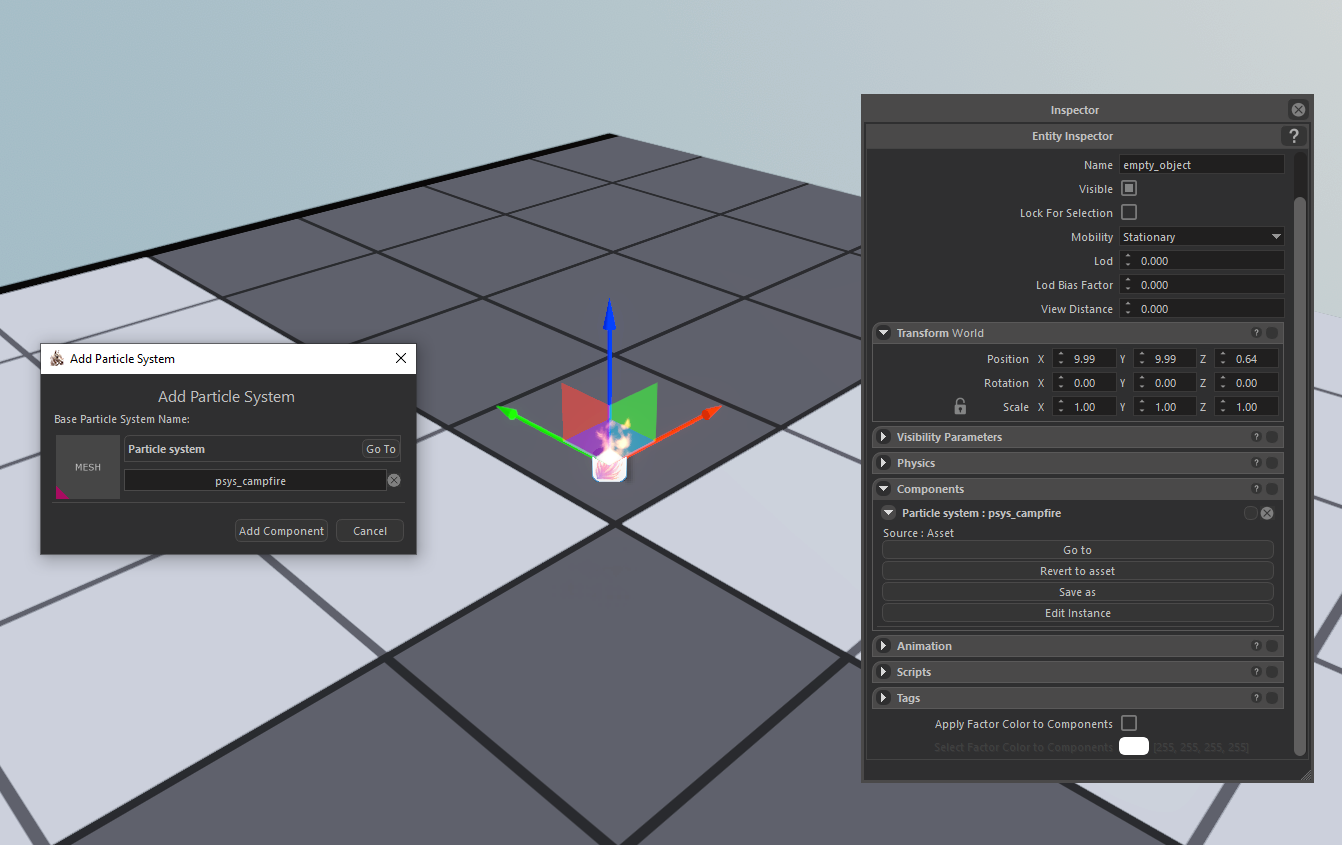 Add Particle System
Add Particle System
Base Particle System Name:
MESH
Particle system
Go To
psys_campfire
Add Component
Cancel
Inspector
Entity Inspector
?
Name empty_object
Visible
Lock For Selection
Mobility Stationary
Lod 0.000
Lod Bias Factor 0.000
View Distance 0.000
Transform World ?
Position X 9.99 Y 9.99 Z 0.64
Rotation X 0.00 Y 0.00 Z 0.00
Scale X 1.00 Y 1.00 Z 1.00
Visibility Parameters ?
Physics ?
Components ?
Particle system : psys_campfire
Source : Asset
Go to
Revert to asset
Save as
Edit Instance
Animation ?
Scripts ?
Tags ?
Apply Factor Color to Components
Select Factor Color to Components [255, 255, 255, 255]